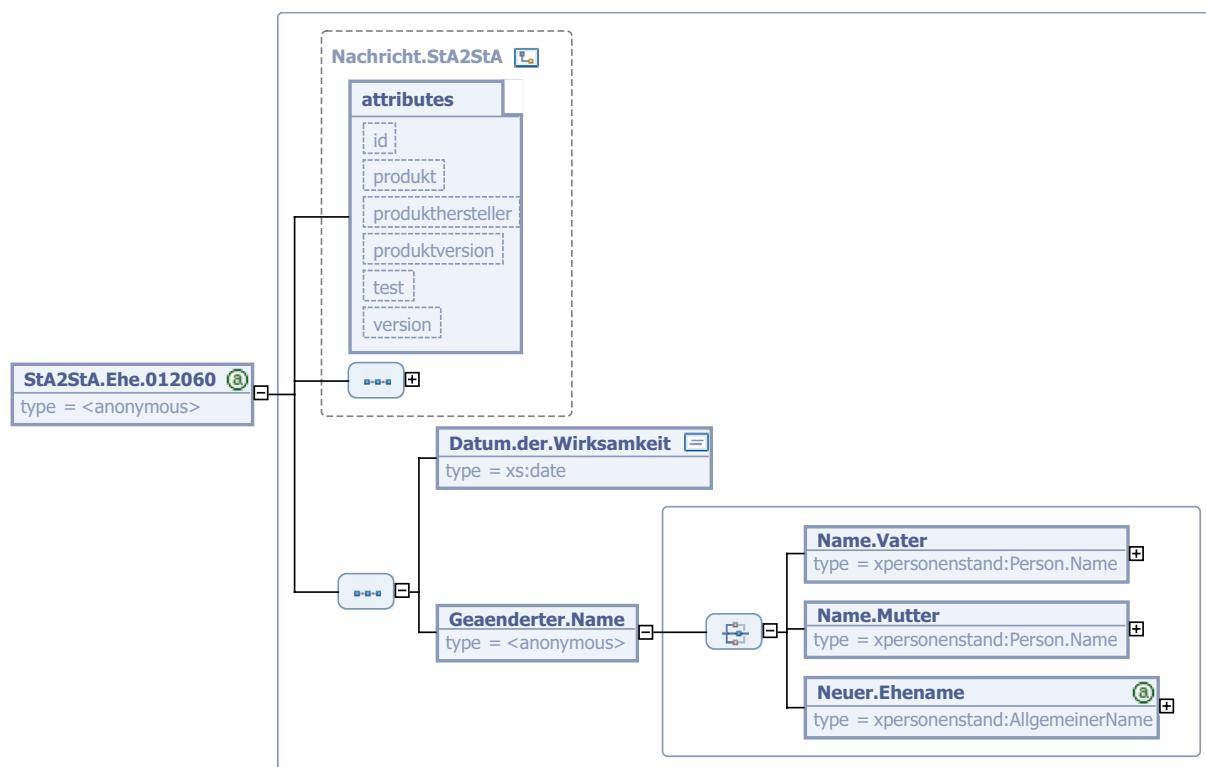 Nachricht.StA2StA
attributes
id
produkt
produkthersteller
produktversion
test
version
StA2StA.Ehe.012060
type = <anonymous>
Datum.der.Wirksamkeit
type = xs:date
Geaenderter.Name
type = <anonymous>
Name.Vater
type = xpersonenstand:Person.Name
Name.Mutter
type = xpersonenstand:Person.Name
Neuer.Ehename
type = xpersonenstand:AllgemeinerName